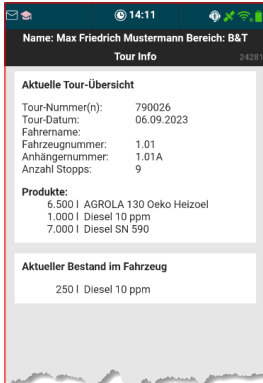 14:11
Name: Max Friedrich Mustermann Bereich: B&T
Tour Info 24281
Aktuelle Tour-Übersicht
Tour-Nummer(n): 790026
Tour-Datum: 06.09.2023
Fahrername:
Fahrzeugnummer: 1.01
Anhängernummer: 1.01A
Anzahl Stopps: 9
Produkte:
6.500 l AGROLA 130 Oeko Heizoel
1.000 l Diesel 10 ppm
7.000 l Diesel SN 590
Aktueller Bestand im Fahrzeug
250 l Diesel 10 ppm